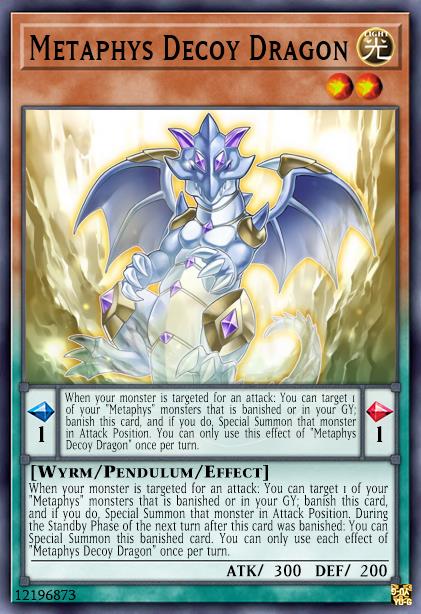 METAPHYS DECOY DRAGON
LIGHT
光
When your monster is targeted for an attack: You can target 1
of your "Metaphys" monsters that is banished or in your GY;
banish this card, and if you do, Special Summon that monster
in Attack Position. You can only use this effect of "Metaphys
Decoy Dragon" once per turn.
1 1
[WYRM/PENDULUM/EFFECT]
When your monster is targeted for an attack: You can target 1 of your
"Metaphys" monsters that is banished or in your GY; banish this card,
and if you do, Special Summon that monster in Attack Position. During
the Standby Phase of the next turn after this card was banished: You can
Special Summon this banished card. You can only use each effect of
"Metaphys Decoy Dragon" once per turn.
ATK/ 300 DEF/ 200
12196873